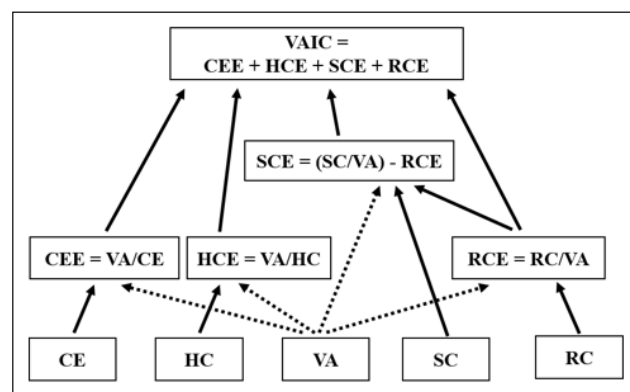 VAIC =
CEE + HCE + SCE + RCE
SCE = (SC/VA) - RCE
CEE = VA/CE
HCE = VA/HC
RCE = RC/VA
CE
HC
VA
SC
RC